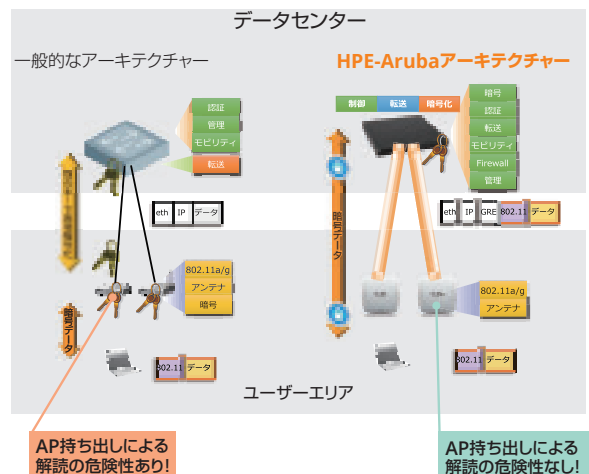 データセンター
一般的なアーキテクチャー
HPE-Arubaアーキテクチャー
認証
管理
モビリティ
転送
制御
転送
暗号化
暗号
認証
転送
モビリティ
Firewall
管理
eth IP データ
eth IP GRE 802.11 データ
暗号データ
802.11a/g
アンテナ
暗号
802.11a/g
アンテナ
暗号データ
802.11 データ
802.11 データ
ユーザーエリア
AP持ち出しによる
解読の危険性あり!
AP持ち出しによる
解読の危険性なし!